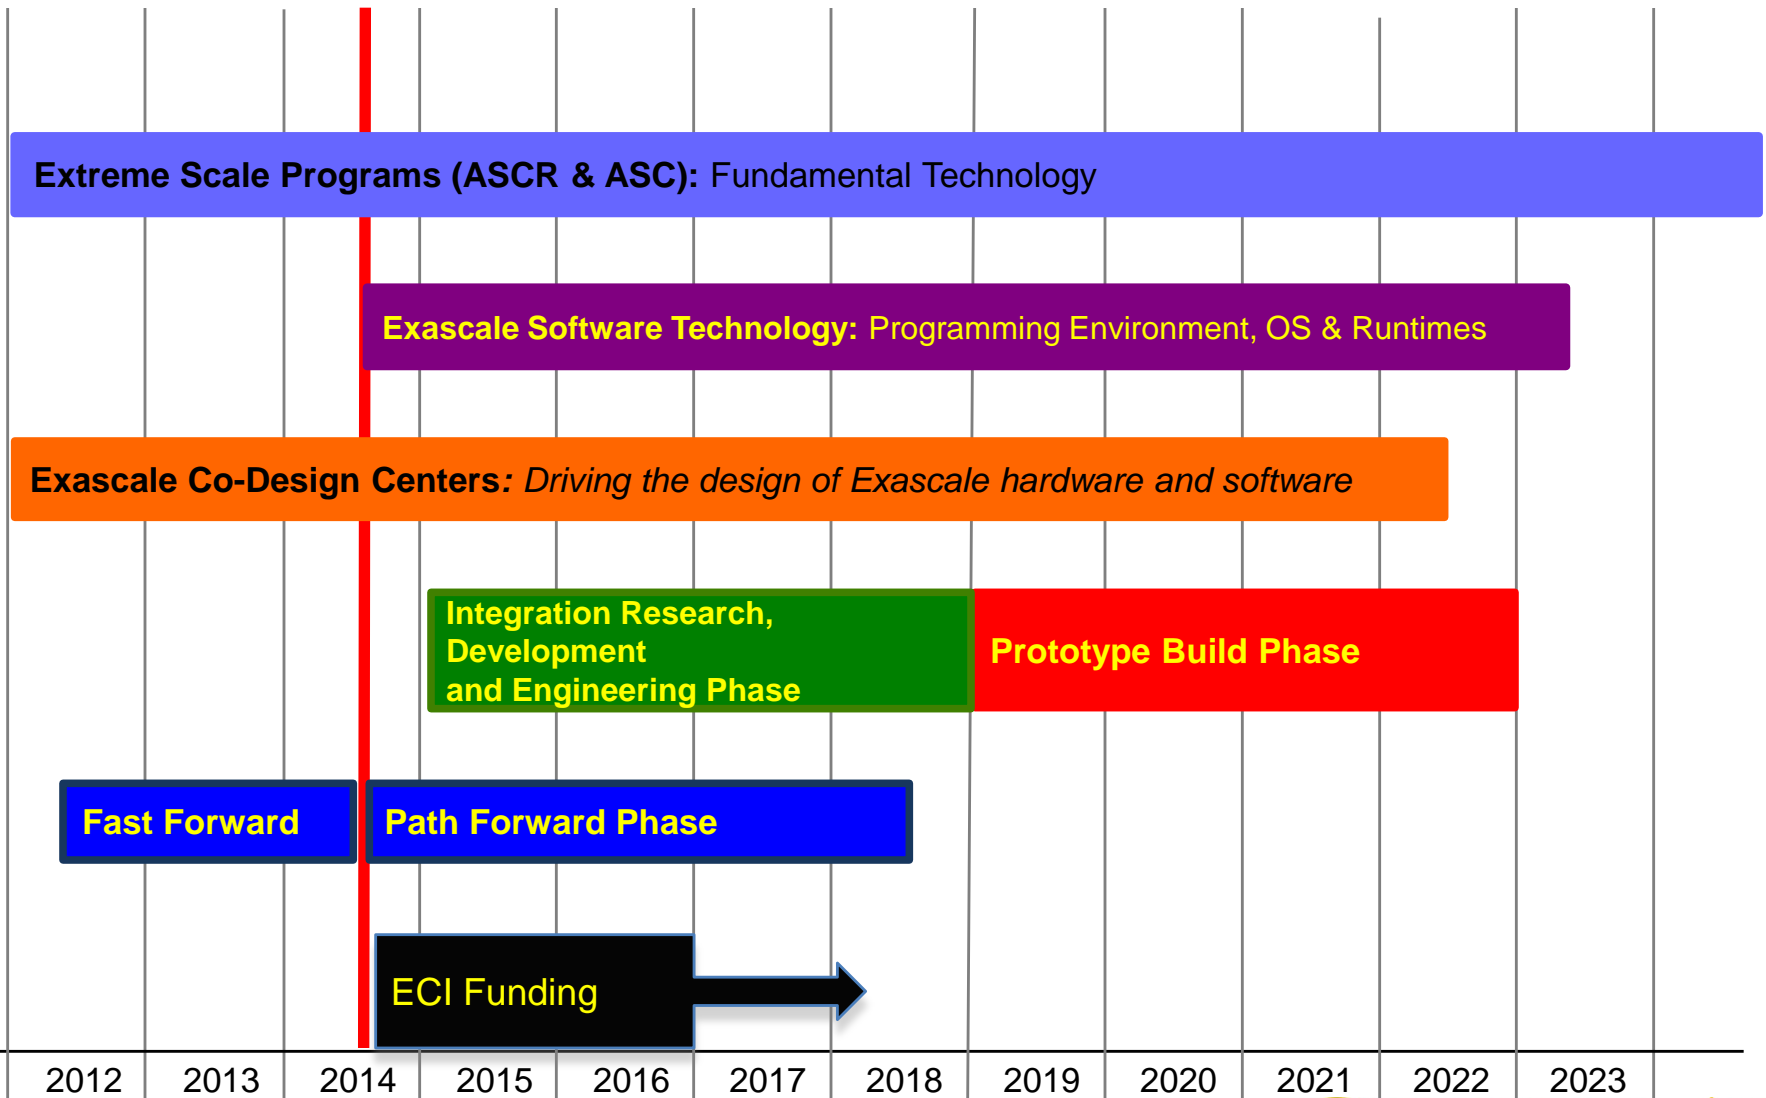 Extreme Scale Programs (ASCR & ASC): Fundamental Technology
Exascale Software Technology: Programming Environment, OS & Runtimes
Exascale Co-Design Centers: Driving the design of Exascale hardware and software
Integration Research,
Development
and Engineering Phase
Prototype Build Phase
Fast Forward
Path Forward Phase
ECI Funding
2012 2013 2014 2015 2016 2017 2018 2019 2020 2021 2022 2023